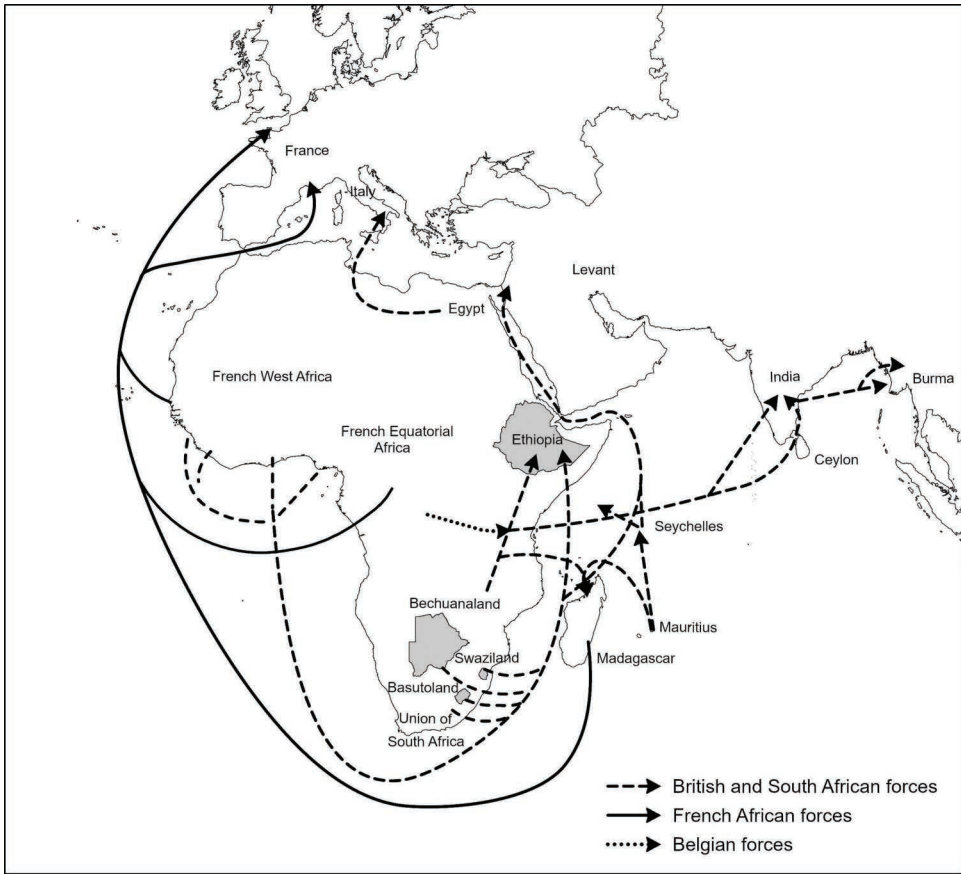 France
Italy
Levant
Egypt
French West Africa
India
Burma
French Equatorial
Africa
Ethiopia
Ceylon
Seychelles
Bechuanaland
Mauritius
Swaziland
Madagascar
Basutoland
Union of
South Africa
British and South African forces
French African forces
Belgian forces